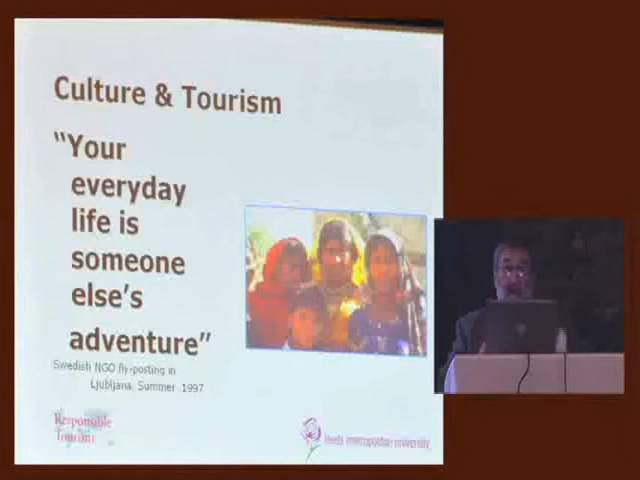 Culture & Tourism
“Your
everyday
life is
someone
else’s
adventure”
Swedish NGO fly-posting in
Ljubljana, Summer 1997
Responsible
Tourism
leeds metropolitan university